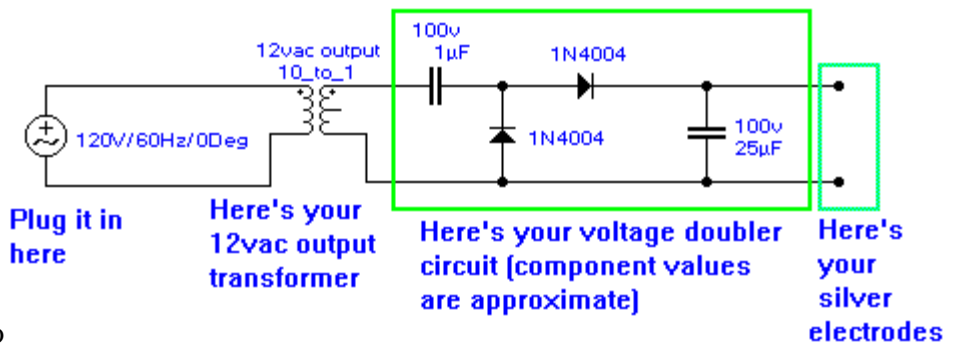 100v
1µF
12vac output
10_to_1
1N4004
120V/60Hz/0Deg
1N4004
100v
25µF
Plug it in
here
Here's your
12vac output
transformer
Here's your voltage doubler
circuit (component values
are approximate)
Here's
your
silver
electrodes